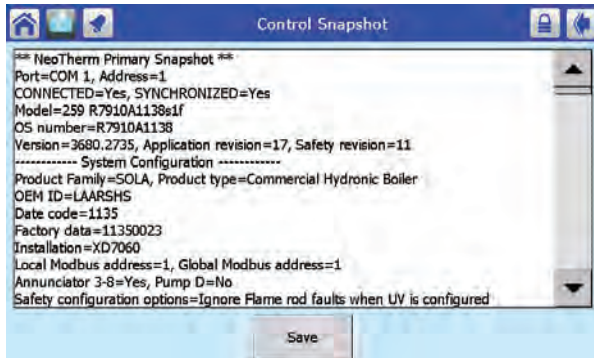 Control Snapshot
** NeoTherm Primary Snapshot **
Port=COM 1, Address=1
CONNECTED=Yes, SYNCHRONIZED=Yes
Model=259 R7910A1138s1f
OS number=R7910A1138
Version=3680.2735, Application revision=17, Safety revision=11
------------ System Configuration ------------
Product Family=SOLA, Product type=Commercial Hydronic Boiler
OEM ID=LAARSHS
Date code=1135
Factory data=11350023
Installation=XD7060
Local Modbus address=1, Global Modbus address=1
Annunciator 3-8=Yes, Pump D=No
Safety configuration options=Ignore Flame rod faults when UV is configured
Save